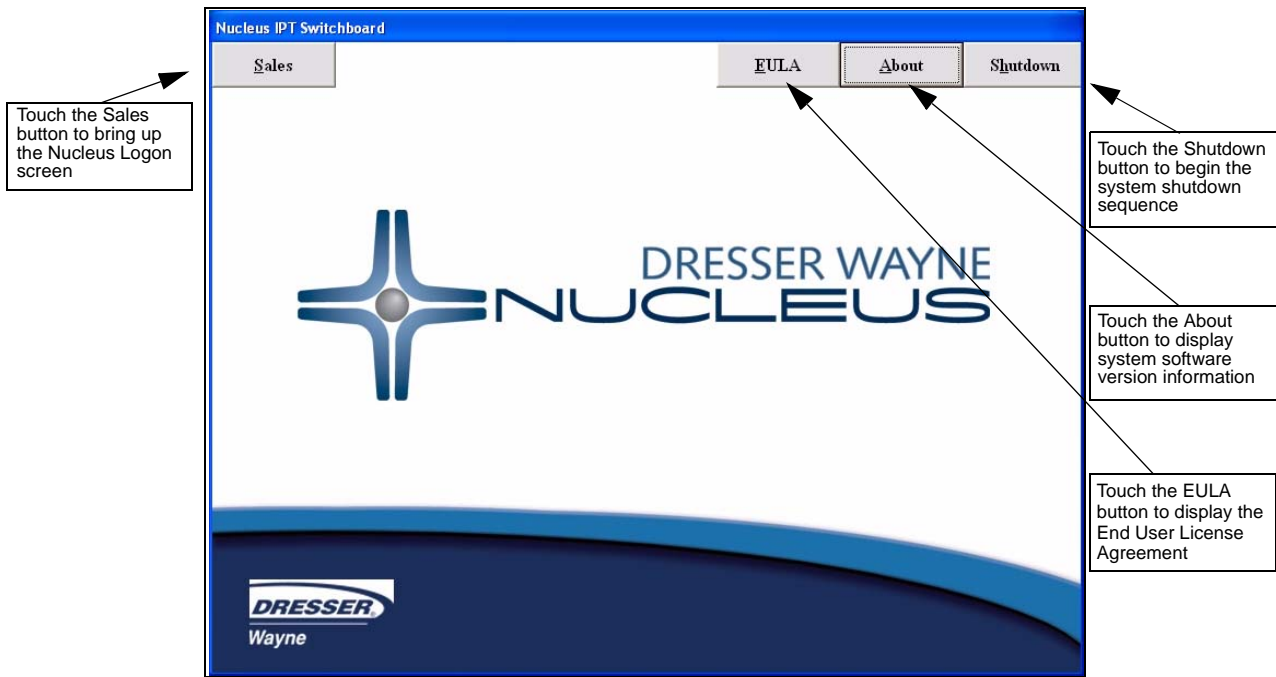 Nucleus IPT Switchboard
Sales
EULA
About
Shutdown
Touch the Sales
button to bring up
the Nucleus Logon
screen
Touch the Shutdown
button to begin the
system shutdown
sequence
DRESSER WAYNE
NUCLEUS
Touch the About
button to display
system software
version information
Touch the EULA
button to display the
End User License
Agreement
DRESSER®
Wayne